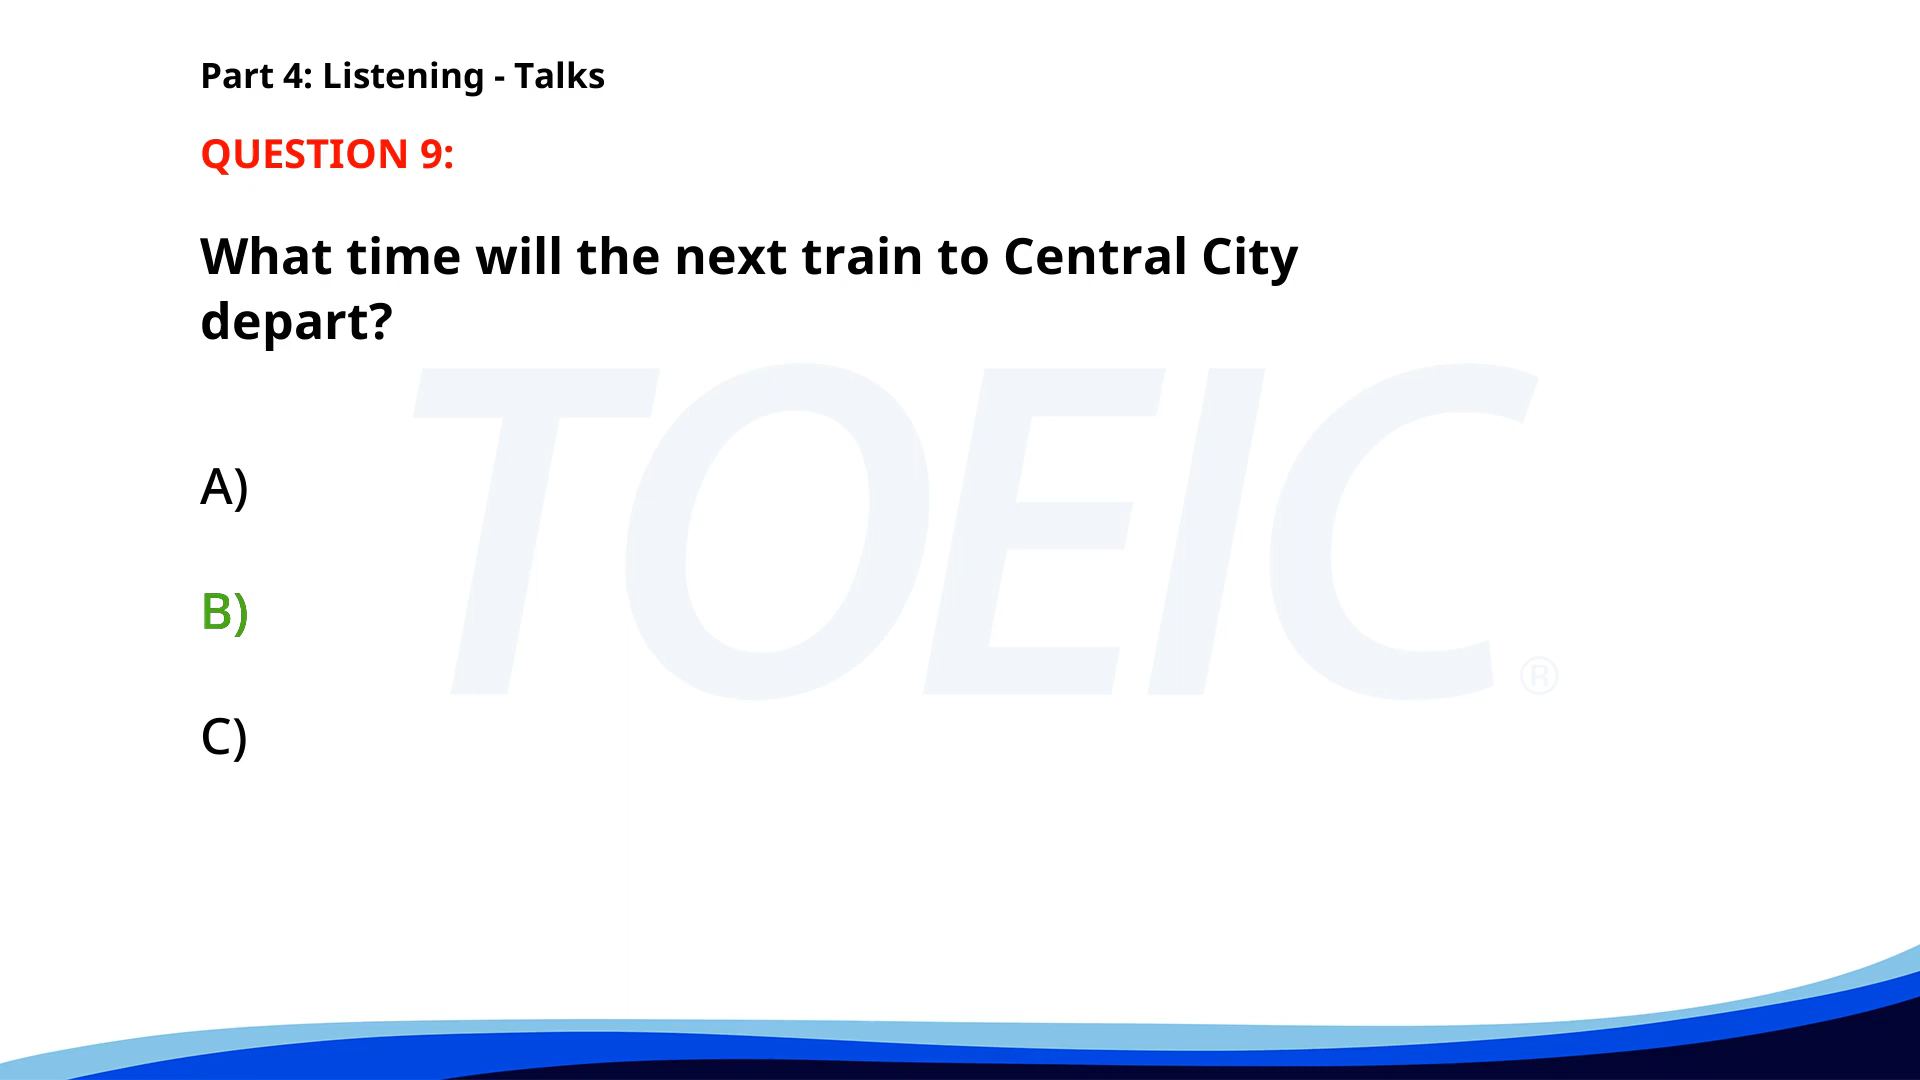 Part 4: Listening - Talks
QUESTION 9:
What time will the next train to Central City
depart?
TOEIC®
A)
B)
C)